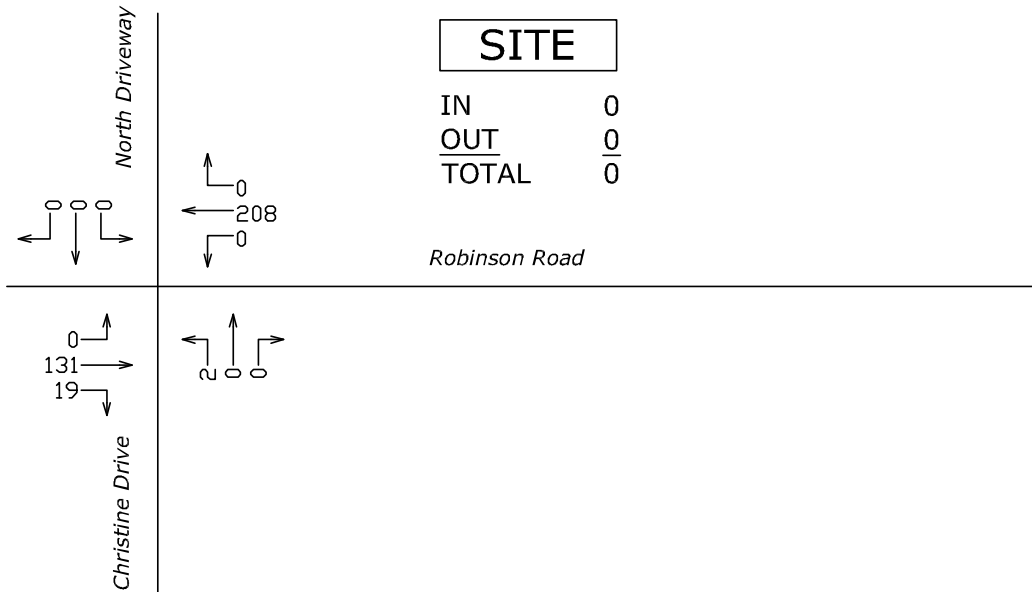 North Driveway
SITE
IN 0
OUT 0
TOTAL 0
0 0 0
0
208
0
Robinson Road
0
131
19
2 0 0
Christine Drive